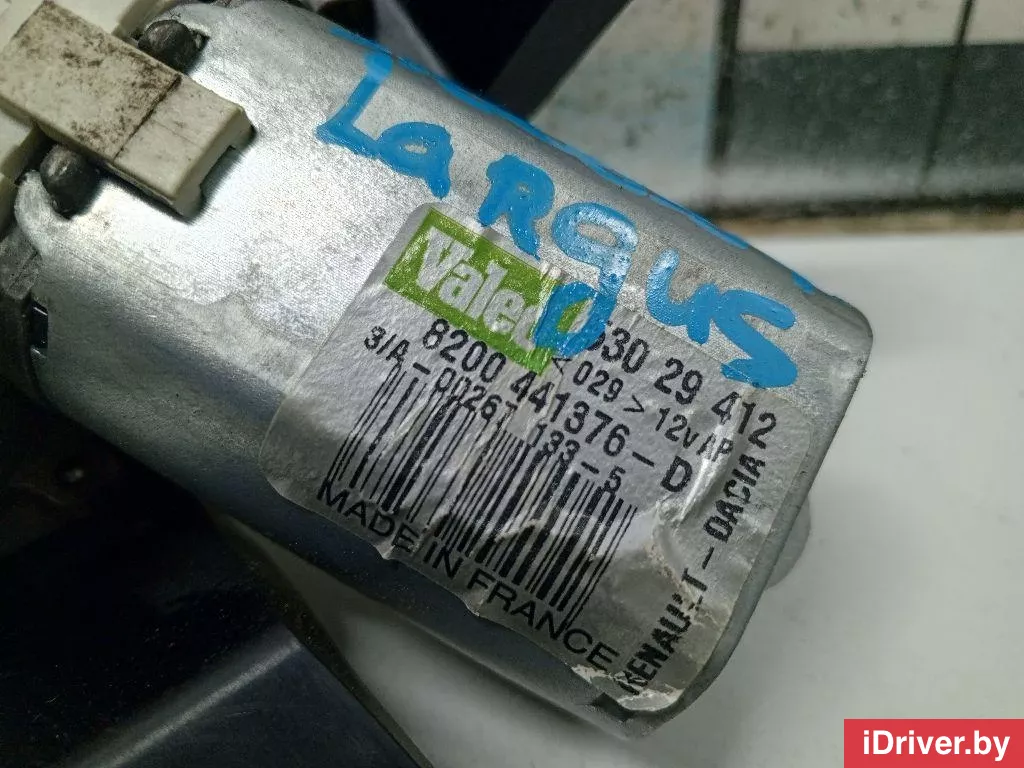 LaRgus
Valeo
530 29 412
< 029 > 12v AP
8200 441376-D
3/A-0026-133-5
MADE IN FRANCE
RENAULT-DACIA
iDriver.by